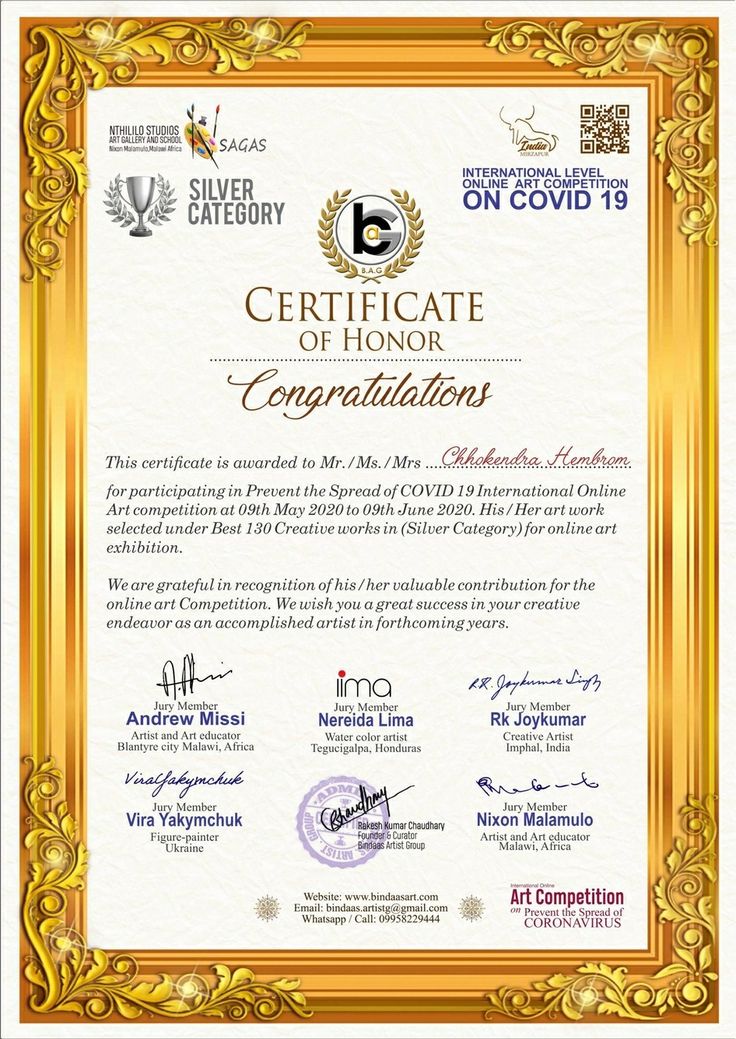 NTHILILO STUDIOS
ART GALLERY AND SCHOOL
Nixon Malamulo, Malawi Africa
SAGAS
India
MIRZAPUR
SILVER
CATEGORY
INTERNATIONAL LEVEL
ONLINE ART COMPETITION
ON COVID 19
baG
B.A.G
CERTIFICATE
OF HONOR
Congratulations
This certificate is awarded to Mr./Ms./Mrs ....Chhokendra Hembrom
for participating in Prevent the Spread of COVID 19 International Online
Art competition at 09th May 2020 to 09th June 2020. His/Her art work
selected under Best 130 Creative works in (Silver Category) for online art
exhibition.
We are grateful in recognition of his/her valuable contribution for the
online art Competition. We wish you a great success in your creative
endeavor as an accomplished artist in forthcoming years.
Jury Member
Andrew Missi
Artist and Art educator
Blantyre city Malawi, Africa
iima
Jury Member
Nereida Lima
Water color artist
Tegucigalpa, Honduras
R.K. Joykumar Singh
Jury Member
Rk Joykumar
Creative Artist
Imphal, India
ViraYakymchuk
Jury Member
Vira Yakymchuk
Figure-painter
Ukraine
Bhaudhary
Rakesh Kumar Chaudhary
Founder & Curator
Bindaas Artist Group
Jury Member
Nixon Malamulo
Artist and Art educator
Malawi, Africa
Website: www.bindaasart.com
Email: bindaas.artistg@gmail.com
Whatsapp / Call: 09958229444
International Online
Art Competition
on Prevent the Spread of
CORONAVIRUS